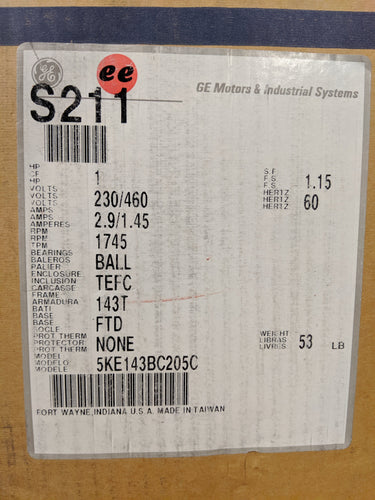 GE
ee
S211
GE Motors & Industrial Systems
HP
CF
HP
1
S.F.
F.S.
F.S.
1.15
VOLTS
VOLTS
VOLTS
230/460
HERTZ
HERTZ
HERTZ
60
AMPS
AMPS
AMPERES
2.9/1.45
RPM
RPM
TPM
1745
BEARINGS
BALEROS
PALIER
BALL
ENCLOSURE
INCLUSION
CARCASSE
TEFC
FRAME
ARMADURA
BATI
143T
BASE
BASE
SOCLE
FTD
PROT THERM
PROTECTOR
PROT THERM
NONE
WEIGHT
LIBRAS
LIVRES
53 LB
MODEL
MODELO
MODELE
5KE143BC205C
FORT WAYNE, INDIANA U.S.A. MADE IN TAIWAN